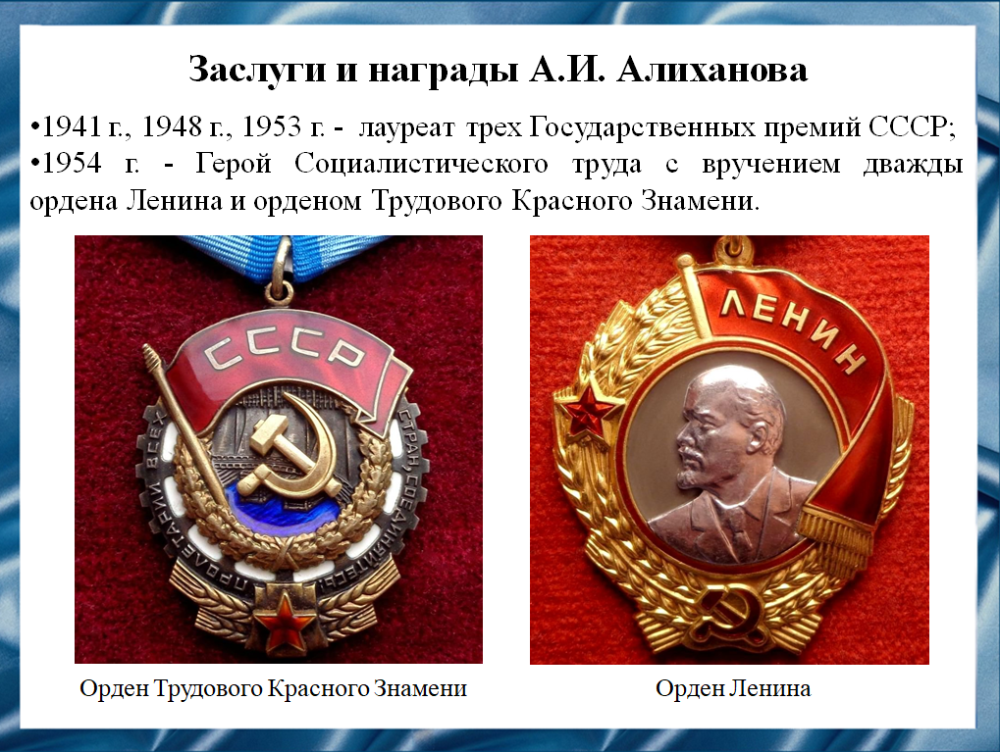 Заслуги и награды А.И. Алиханова
•1941 г., 1948 г., 1953 г. - лауреат трех Государственных премий СССР;
•1954 г. - Герой Социалистического труда с вручением дважды
ордена Ленина и орденом Трудового Красного Знамени.
СССР
ПРОЛЕТАРИИ ВСЕХ СТРАН, СОЕДИНЯЙТЕСЬ!
ЛЕНИН
Орден Трудового Красного Знамени
Орден Ленина